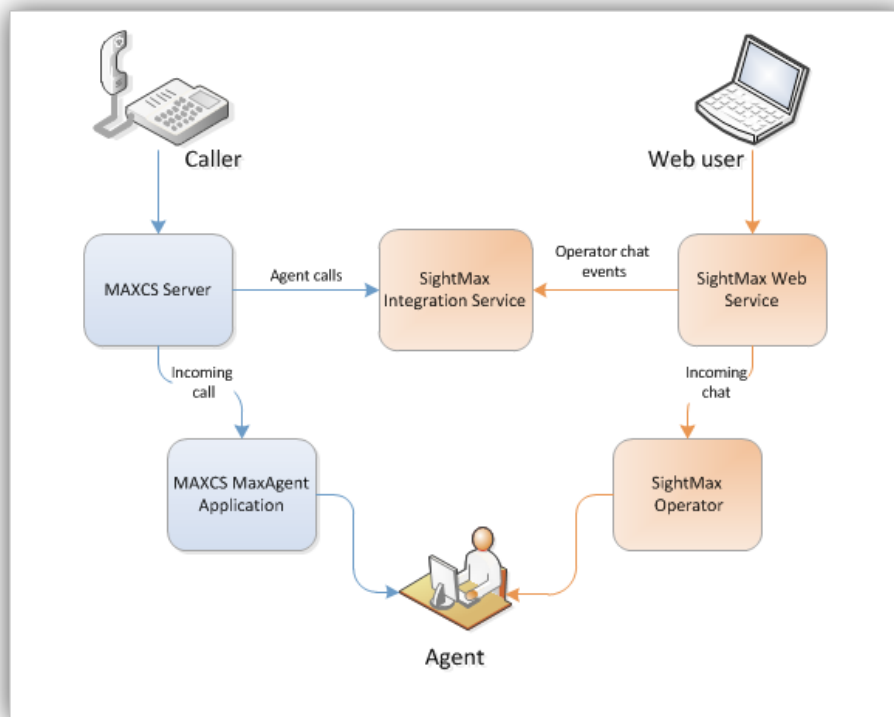 Caller
Web user
MAXCS Server
Agent calls
SightMax
Integration Service
Operator chat
events
SightMax Web
Service
Incoming
call
Incoming
chat
MAXCS MaxAgent
Application
SightMax
Operator
Agent